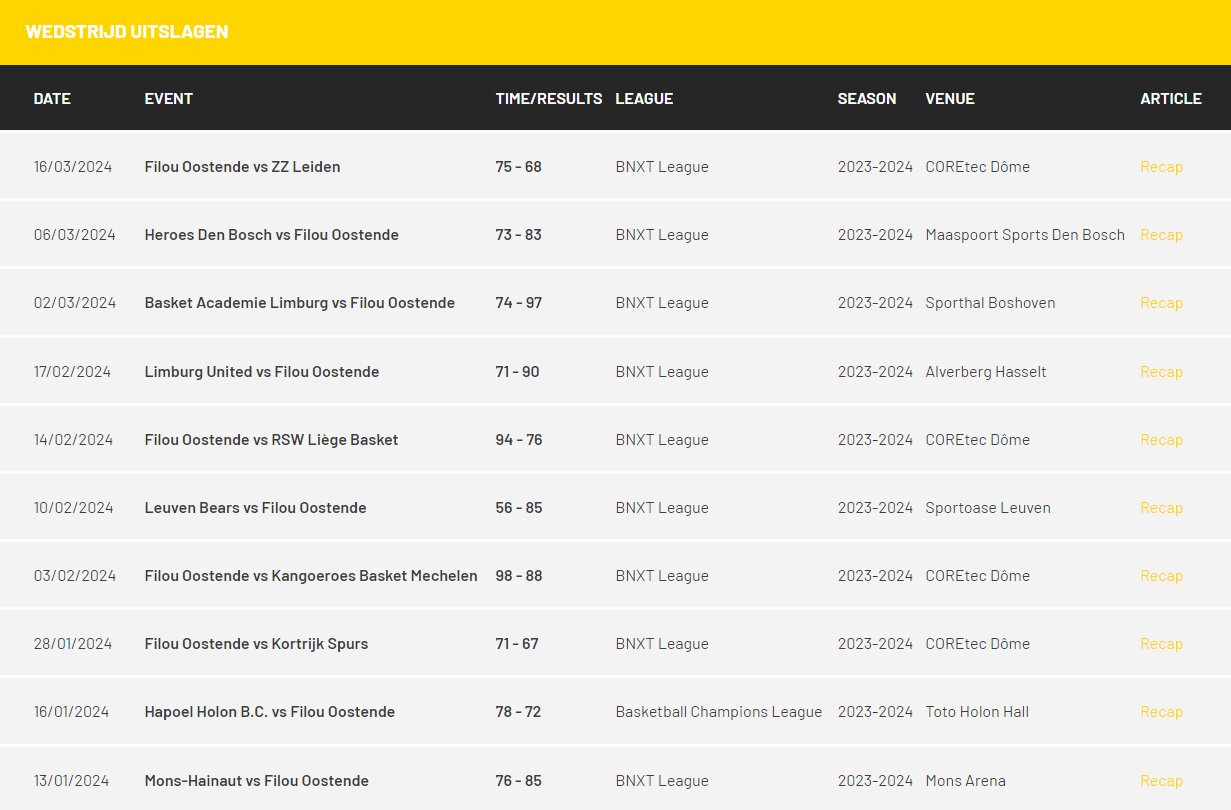 WEDSTRIJD UITSLAGEN
DATE EVENT TIME/RESULTS LEAGUE SEASON VENUE ARTICLE
16/03/2024 Filou Oostende vs ZZ Leiden 75 - 68 BNXT League 2023-2024 COREtec Dôme Recap
06/03/2024 Heroes Den Bosch vs Filou Oostende 73 - 83 BNXT League 2023-2024 Maaspoort Sports Den Bosch Recap
02/03/2024 Basket Academie Limburg vs Filou Oostende 74 - 97 BNXT League 2023-2024 Sporthal Boshoven Recap
17/02/2024 Limburg United vs Filou Oostende 71 - 90 BNXT League 2023-2024 Alverberg Hasselt Recap
14/02/2024 Filou Oostende vs RSW Liège Basket 94 - 76 BNXT League 2023-2024 COREtec Dôme Recap
10/02/2024 Leuven Bears vs Filou Oostende 56 - 85 BNXT League 2023-2024 Sportoase Leuven Recap
03/02/2024 Filou Oostende vs Kangoeroes Basket Mechelen 98 - 88 BNXT League 2023-2024 COREtec Dôme Recap
28/01/2024 Filou Oostende vs Kortrijk Spurs 71 - 67 BNXT League 2023-2024 COREtec Dôme Recap
16/01/2024 Hapoel Holon B.C. vs Filou Oostende 78 - 72 Basketball Champions League 2023-2024 Toto Holon Hall Recap
13/01/2024 Mons-Hainaut vs Filou Oostende 76 - 85 BNXT League 2023-2024 Mons Arena Recap